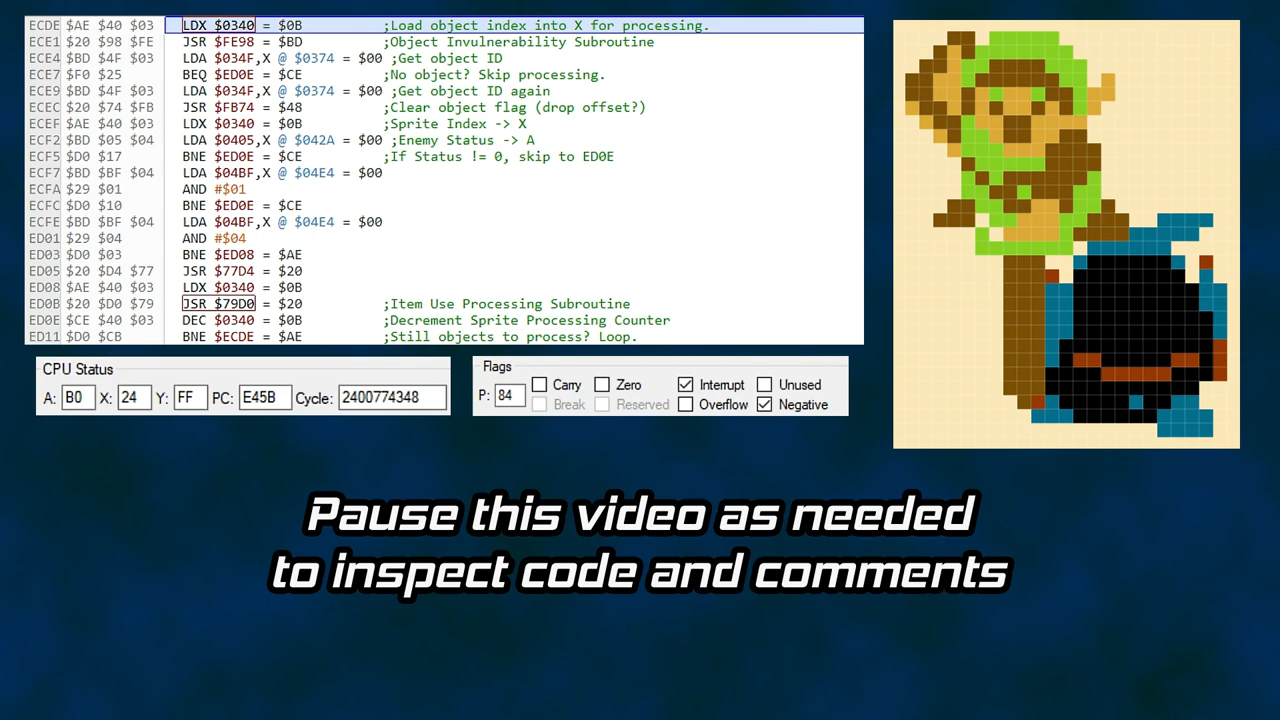 ECDE $AE $40 $03 LDX $0340 = $0B ;Load object index into X for processing.
ECE1 $20 $98 $FE JSR $FE98 = $BD ;Object Invulnerability Subroutine
ECE4 $BD $4F $03 LDA $034F,X @ $0374 = $00 ;Get object ID
ECE7 $F0 $25 BEQ $ED0E = $CE ;No object? Skip processing.
ECE9 $BD $4F $03 LDA $034F,X @ $0374 = $00 ;Get object ID again
ECEC $20 $74 $FB JSR $FB74 = $48 ;Clear object flag (drop offset?)
ECEF $AE $40 $03 LDX $0340 = $0B ;Sprite Index -> X
ECF2 $BD $05 $04 LDA $0405,X @ $042A = $00 ;Enemy Status -> A
ECF5 $D0 $17 BNE $ED0E = $CE ;If Status != 0, skip to ED0E
ECF7 $BD $BF $04 LDA $04BF,X @ $04E4 = $00
ECFA $29 $01 AND #$01
ECFC $D0 $10 BNE $ED0E = $CE
ECFE $BD $BF $04 LDA $04BF,X @ $04E4 = $00
ED01 $29 $04 AND #$04
ED03 $D0 $03 BNE $ED08 = $AE
ED05 $20 $D4 $77 JSR $77D4 = $20
ED08 $AE $40 $03 LDX $0340 = $0B
ED0B $20 $D0 $79 JSR $79D0 = $20 ;Item Use Processing Subroutine
ED0E $CE $40 $03 DEC $0340 = $0B ;Decrement Sprite Processing Counter
ED11 $D0 $CB BNE $ECDE = $AE ;Still objects to process? Loop.
CPU Status
A: B0 X: 24 Y: FF PC: E45B Cycle: 2400774348
Flags
P: 84 Carry Zero Interrupt Unused
Break Reserved Overflow Negative
Pause this video as needed
to inspect code and comments